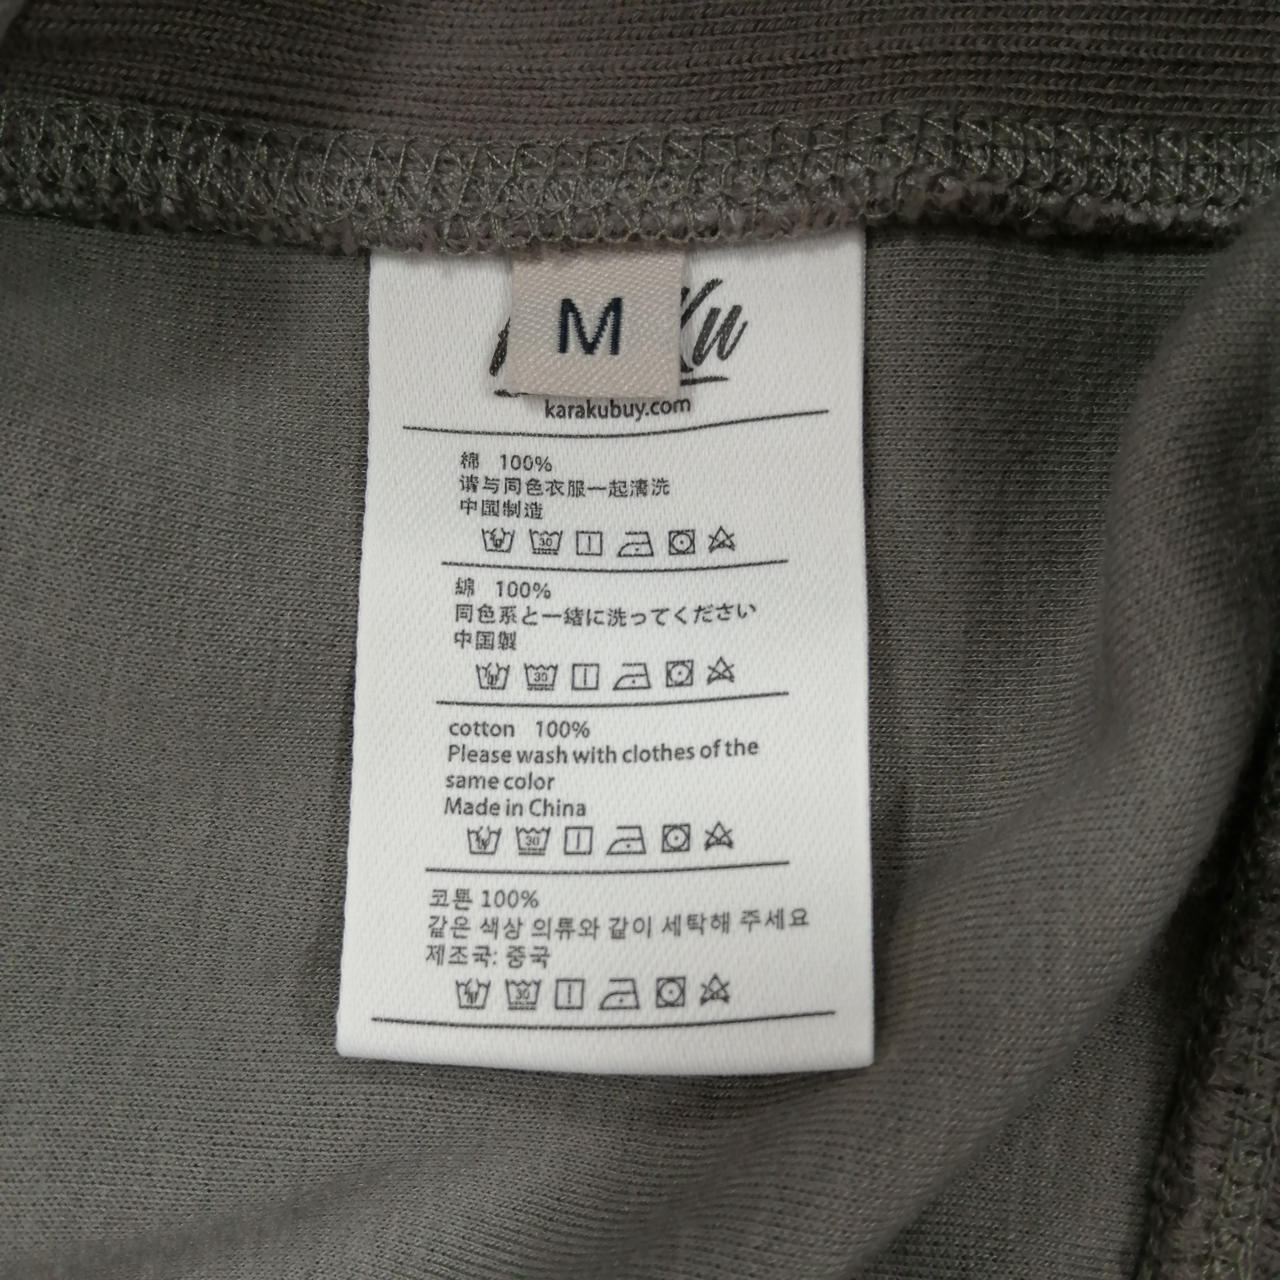 M
Ku
karakubuy.com
棉 100%
请与同色衣服一起清洗
中国制造
30
綿 100%
同色系と一緒に洗ってください
中国製
30
cotton 100%
Please wash with clothes of the
same color
Made in China
30
코튼 100%
같은 색상 의류와 같이 세탁해 주세요
제조국: 중국
30